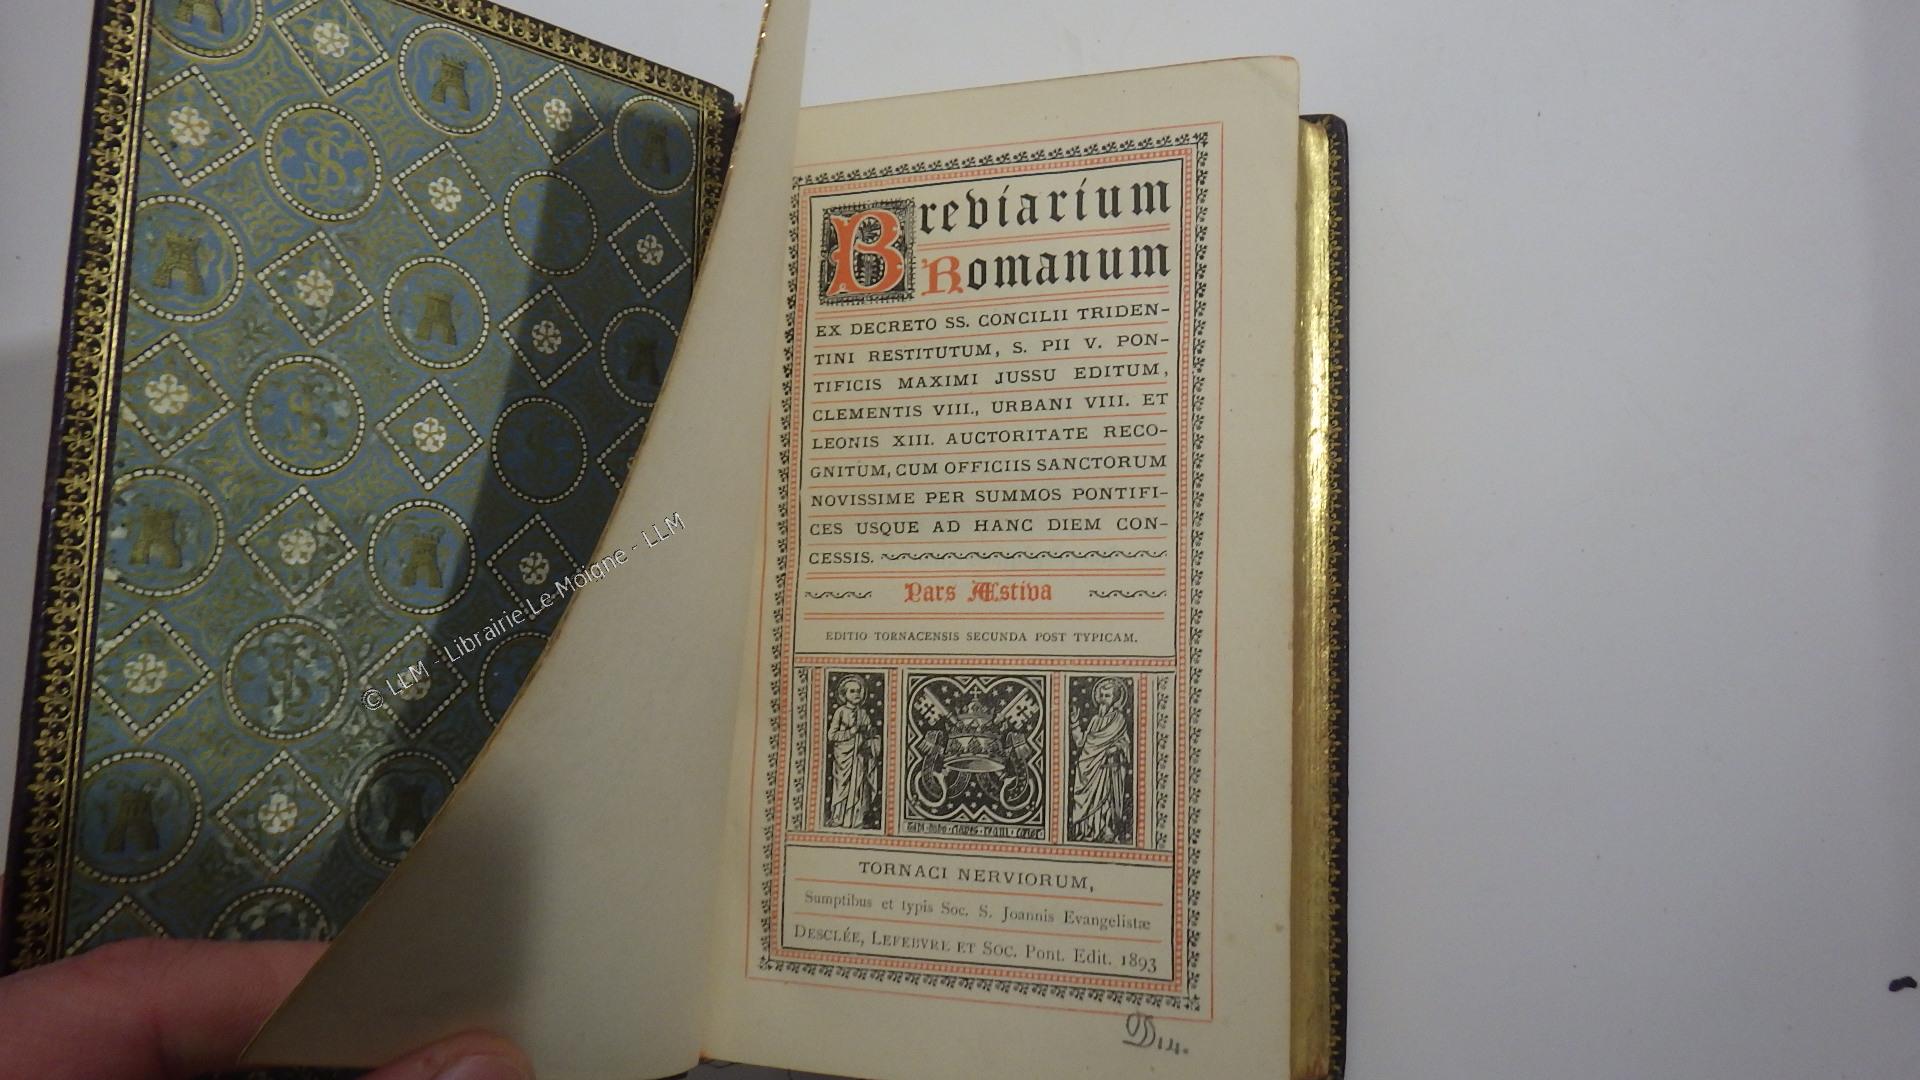 Breviarium
Romanum
EX DECRETO SS. CONCILII TRIDEN-
TINI RESTITUTUM, S. PII V. PON-
TIFICIS MAXIMI JUSSU EDITUM,
CLEMENTIS VIII., URBANI VIII. ET
LEONIS XIII. AUCTORITATE RECO-
GNITUM, CUM OFFICIIS SANCTORUM
NOVISSIME PER SUMMOS PONTIFI-
CES USQUE AD HANC DIEM CON-
CESSIS.
Pars Æstiva
EDITIO TORNACENSIS SECUNDA POST TYPICAM.
TORNACI NERVIORUM,
Sumptibus et typis Soc. S. Joannis Evangelistæ
DESCLÉE, LEFEBVRE ET SOC. Pont. Edit. 1893
© LLM - Librairie Le Moigne - LLM